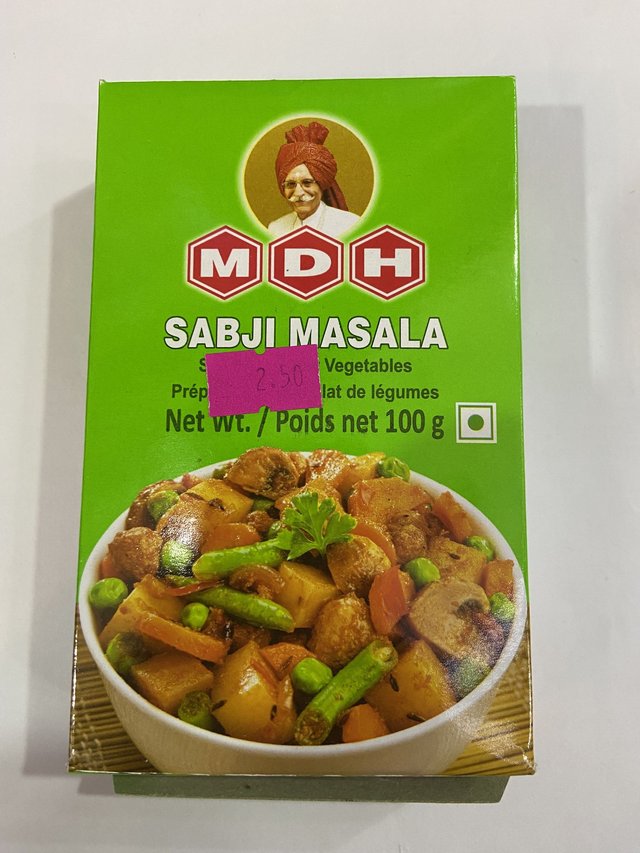 MDH
SABJI MASALA
Vegetables
Prép lat de légumes
2.50
Net Wt. / Poids net 100 g